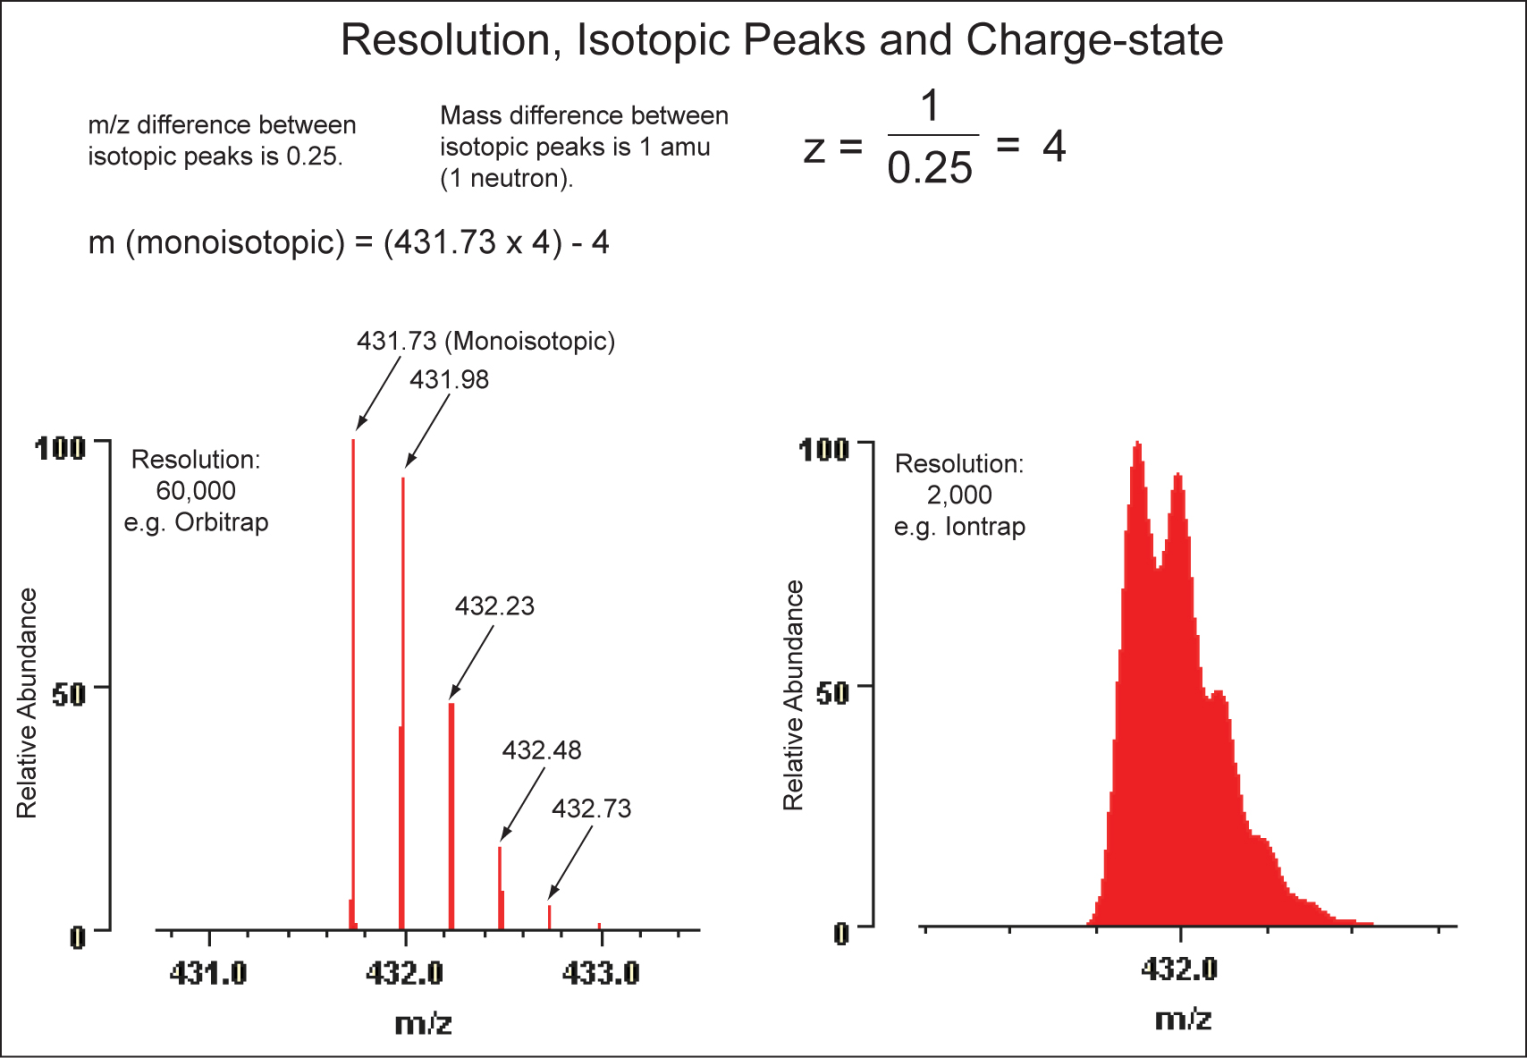 Resolution, Isotopic Peaks and Charge-state
m/z difference between
isotopic peaks is 0.25.
Mass difference between
isotopic peaks is 1 amu
(1 neutron).
z = 1/0.25 = 4
m (monoisotopic) = (431.73 x 4) - 4
431.73 (Monoisotopic)
431.98
432.23
432.48
432.73
Resolution:
60,000
e.g. Orbitrap
Relative Abundance
100
50
0
431.0 432.0 433.0
m/z
Resolution:
2,000
e.g. Iontrap
Relative Abundance
100
50
0
432.0
m/z